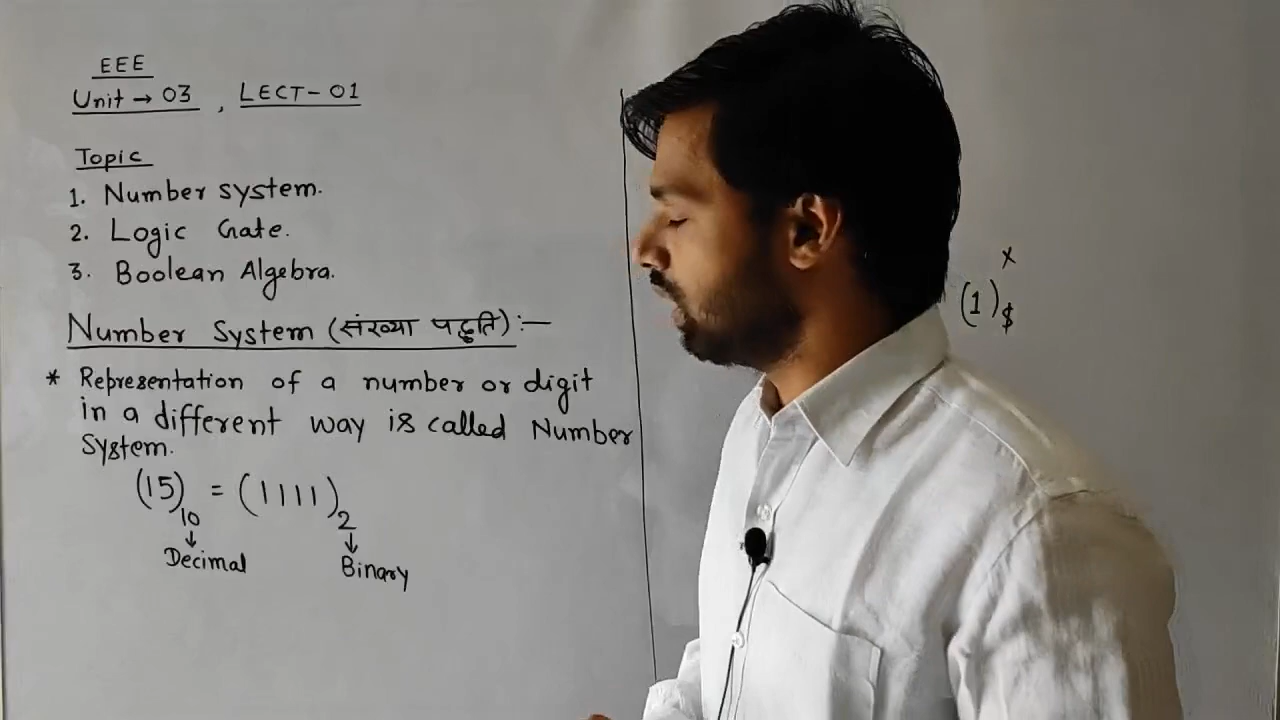 EEE
Unit → 03 , LECT- 01
Topic
1. Number system.
2. Logic Gate.
3. Boolean Algebra.
Number System (संख्या पद्धति) :—
* Representation of a number or digit
in a different way is called Number
System.
(15)10 = (1111)2
↓ ↓
Decimal Binary
x
(1)$